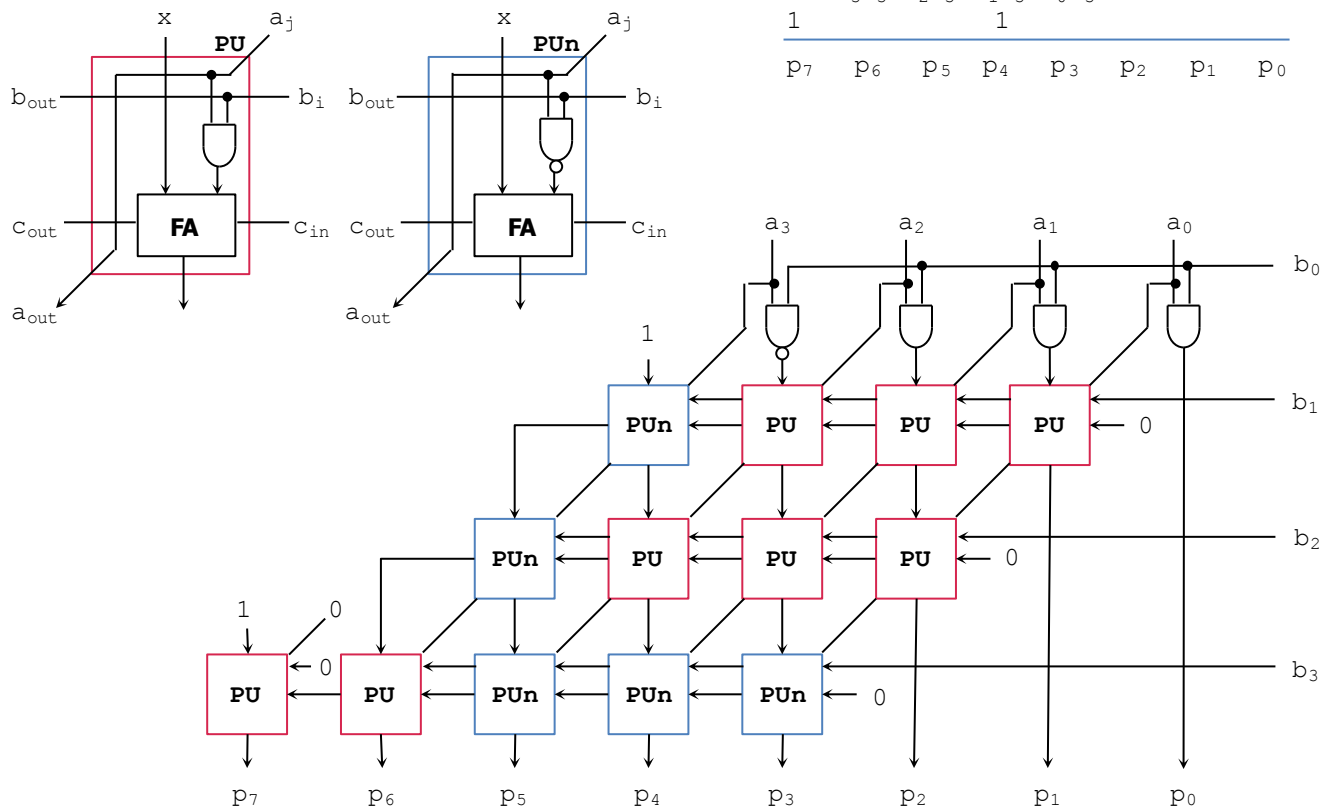 1 1
p7 p6 p5 p4 p3 p2 p1 p0
x aj x aj
PU PUn
bout bi bout bi
cout FA cin cout FA cin
aout aout
a3 a2 a1 a0
b0
1
PUn PU PU PU b1
0
PUn PU PU PU b2
0
1 0
0
PU PU PUn PUn PUn b3
0
p7 p6 p5 p4 p3 p2 p1 p0